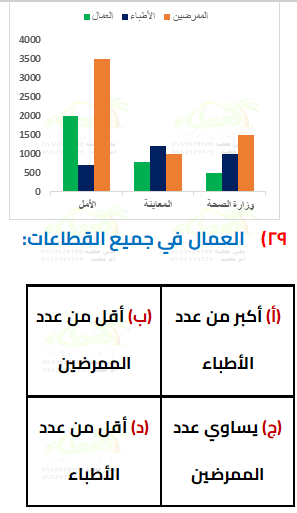 الممرضين الأطباء العمال
4000
3500
3000
2500
2000
1500
1000
500
0
وزارة الصحة المعاينة الأمل
٢٩) العمال في جميع القطاعات:
(أ) أكبر من عدد الأطباء
(ب) أقل من عدد الممرضين
(ج) يساوي عدد الممرضين
(د) أقل من عدد الأطباء